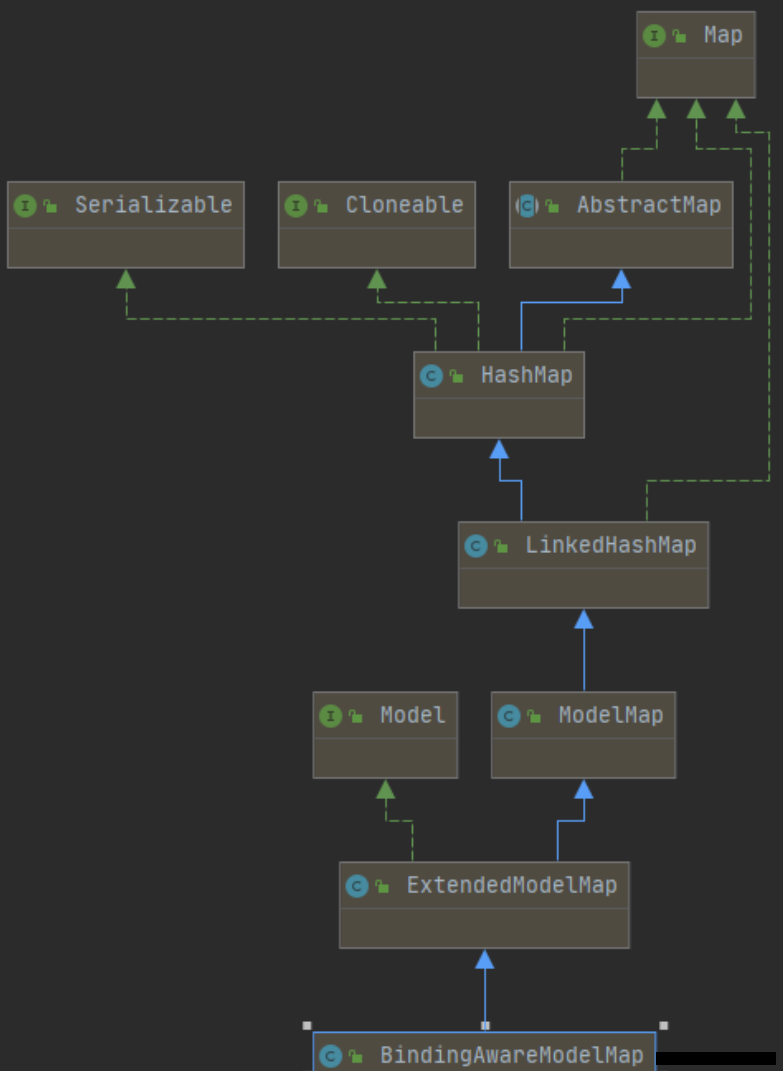 I Map
I Serializable
I Cloneable
C AbstractMap
C HashMap
C LinkedHashMap
I Model
C ModelMap
C ExtendedModelMap
C BindingAwareModelMap